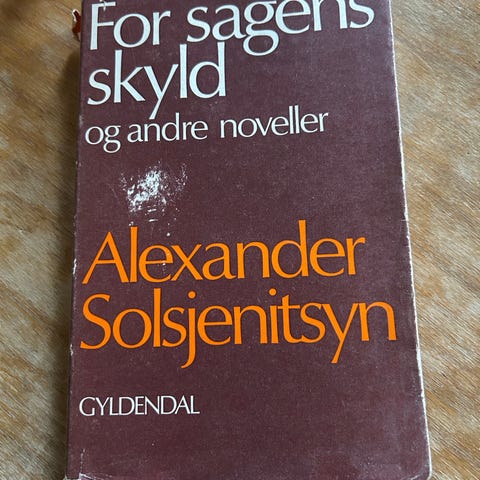 For sagens
skyld
og andre noveller
Alexander
Solsjenitsyn
GYLDENDAL